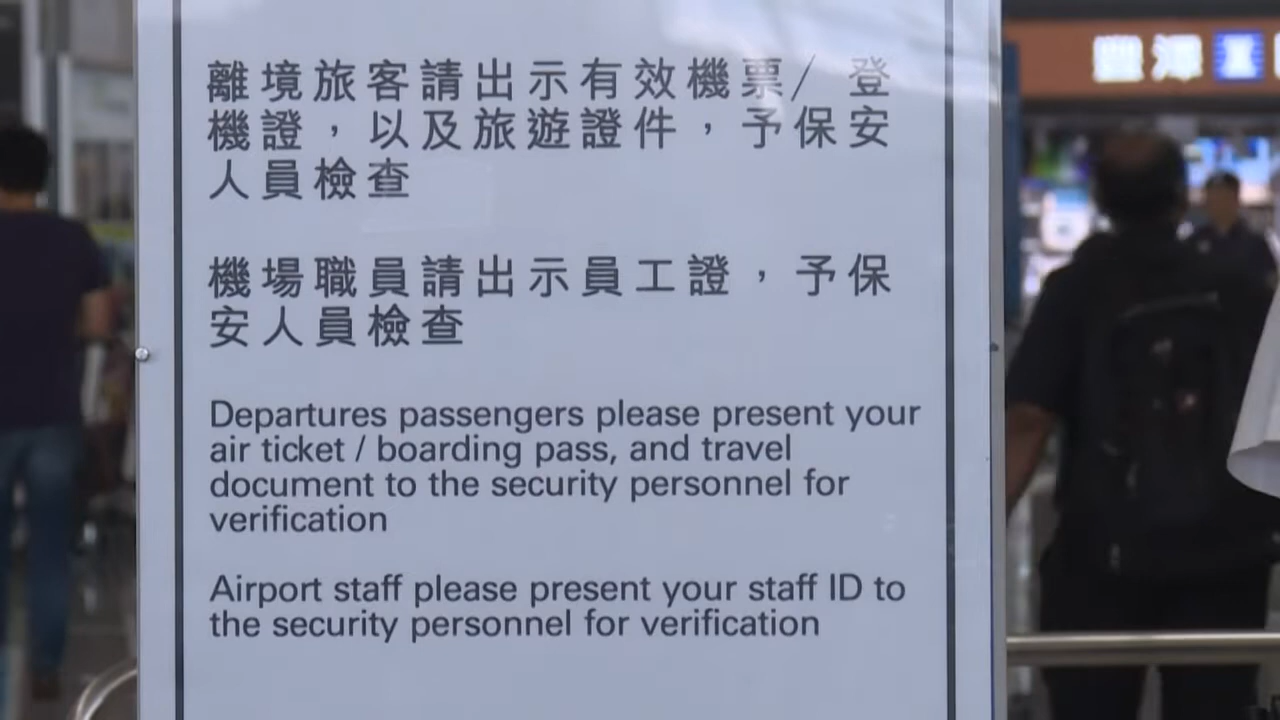 離境旅客請出示有效機票/ 登
機證，以及旅遊證件，予保安
人員檢查
機場職員請出示員工證，予保
安人員檢查
Departures passengers please present your
air ticket / boarding pass, and travel
document to the security personnel for
verification
Airport staff please present your staff ID to
the security personnel for verification
豐澤